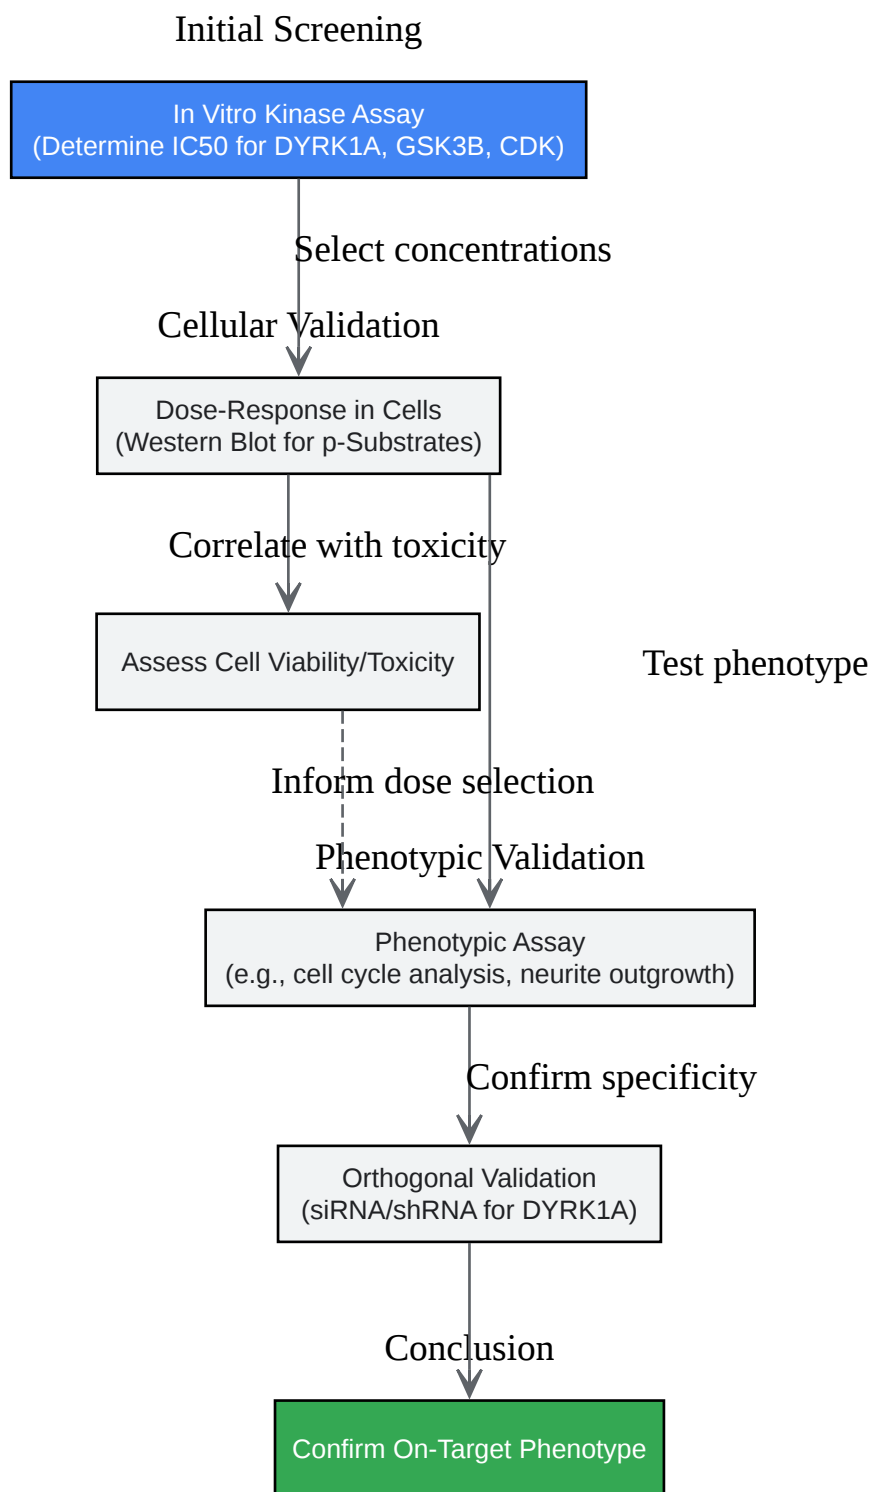 Initial Screening
In Vitro Kinase Assay
(Determine IC50 for DYRK1A, GSK3B, CDK)
Select concentrations
Cellular Validation
Dose-Response in Cells
(Western Blot for p-Substrates)
Correlate with toxicity
Assess Cell Viability/Toxicity
Test phenotype
Inform dose selection
Phenotypic Validation
Phenotypic Assay
(e.g., cell cycle analysis, neurite outgrowth)
Confirm specificity
Orthogonal Validation
(siRNA/shRNA for DYRK1A)
Conclusion
Confirm On-Target Phenotype